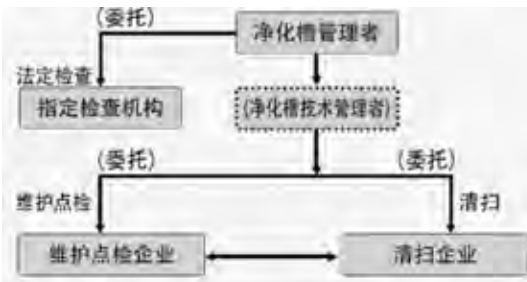 (委托)
净化槽管理者
法定检查
指定检查机构
(净化槽技术管理者)
(委托)
(委托)
维护点检
清扫
维护点检企业
清扫企业